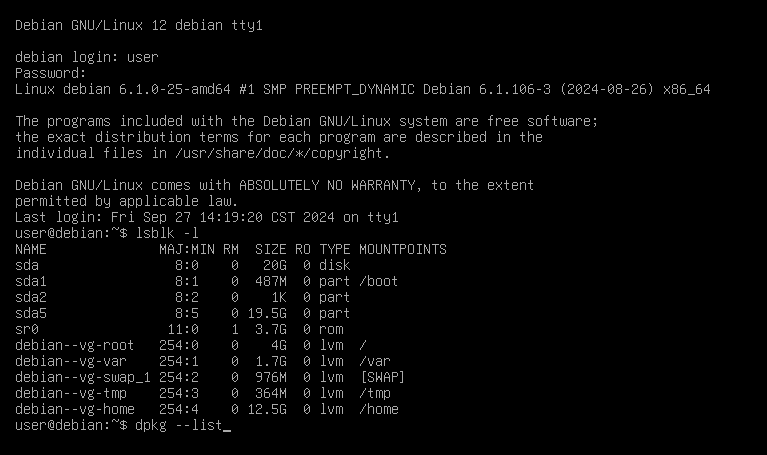 Debian GNU/Linux 12 debian tty1
debian login: user
Password:
Linux debian 6.1.0-25-amd64 #1 SMP PREEMPT_DYNAMIC Debian 6.1.106-3 (2024-08-26) x86_64
The programs included with the Debian GNU/Linux system are free software;
the exact distribution terms for each program are described in the
individual files in /usr/share/doc/*/copyright.
Debian GNU/Linux comes with ABSOLUTELY NO WARRANTY, to the extent
permitted by applicable law.
Last login: Fri Sep 27 14:19:20 CST 2024 on tty1
user@debian:~$ lsblk -l
NAME              MAJ:MIN RM  SIZE RO TYPE MOUNTPOINTS
sda                 8:0    0   20G  0 disk
sda1                8:1    0  487M  0 part /boot
sda2                8:2    0    1K  0 part
sda5                8:5    0 19.5G  0 part
sr0                11:0    1  3.7G  0 rom
debian--vg-root   254:0    0    4G  0 lvm  /
debian--vg-var    254:1    0  1.7G  0 lvm  /var
debian--vg-swap_1 254:2    0  976M  0 lvm  [SWAP]
debian--vg-tmp    254:3    0  364M  0 lvm  /tmp
debian--vg-home   254:4    0 12.5G  0 lvm  /home
user@debian:~$ dpkg --list_